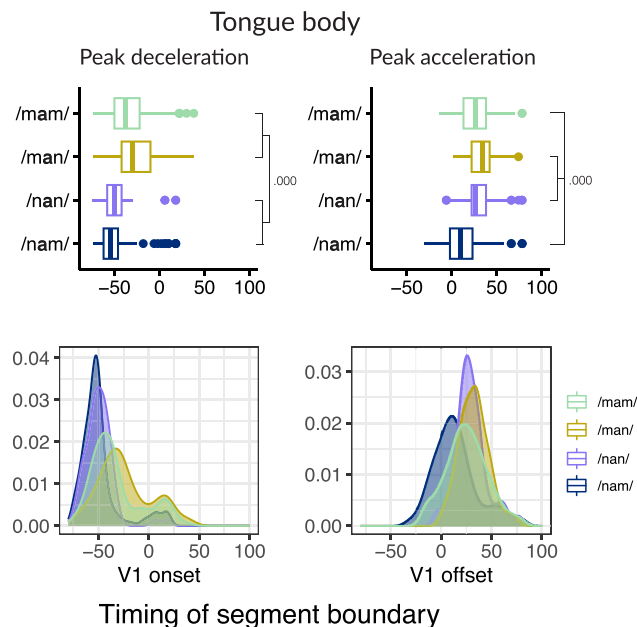 Tongue body
Peak deceleration
Peak acceleration
/mam/
/man/
/nan/
/nam/
.000
−50 0 50 100
/mam/
/man/
/nan/
/nam/
.000
−50 0 50 100
0.04
0.03
0.02
0.01
0.00
−50 0 50 100
V1 onset
0.03
0.02
0.01
0.00
−50 0 50 100
V1 offset
/mam/
/man/
/nan/
/nam/
Timing of segment boundary